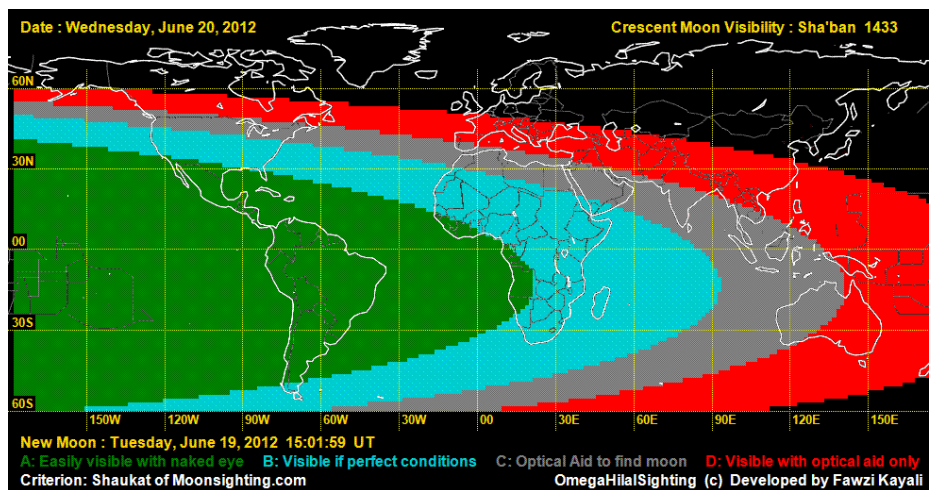 Date : Wednesday, June 20, 2012
Crescent Moon Visibility : Sha'ban 1433
60N
30N
00
30S
60S
150W 120W 90W 60W 30W 00 30E 60E 90E 120E 150E
New Moon : Tuesday, June 19, 2012 15:01:59 UT
A: Easily visible with naked eye B: Visible if perfect conditions C: Optical Aid to find moon D: Visible with optical aid only
Criterion: Shaukat of Moonsighting.com OmegaHilalSighting (c) Developed by Fawzi Kayali